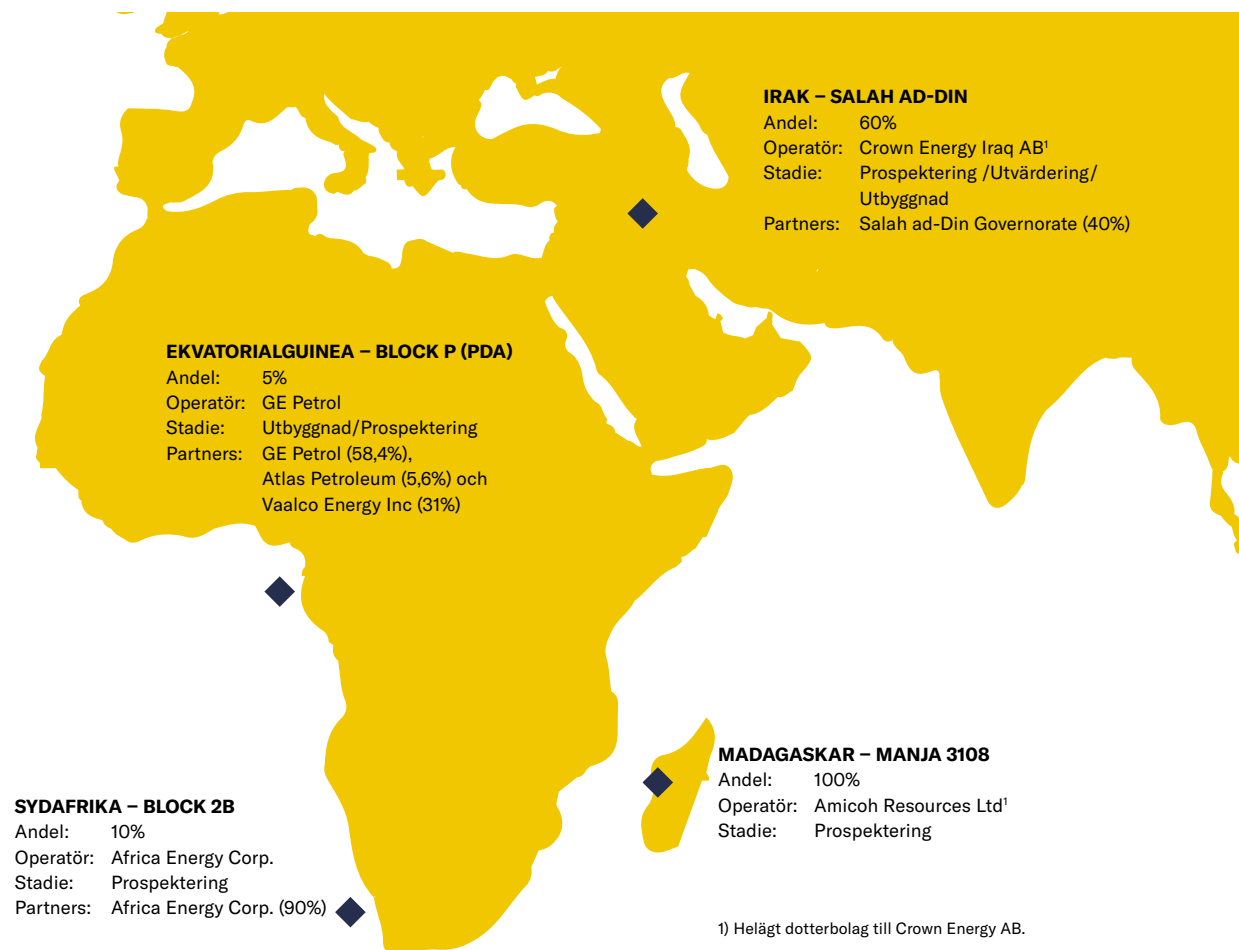 IRAK – SALAH AD-DIN
Andel: 60%
Operatör: Crown Energy Iraq AB¹
Stadie: Prospektering /Utvärdering/
Utbyggnad
Partners: Salah ad-Din Governorate (40%)
EKVATORIALGUINEA – BLOCK P (PDA)
Andel: 5%
Operatör: GE Petrol
Stadie: Utbyggnad/Prospektering
Partners: GE Petrol (58,4%),
Atlas Petroleum (5,6%) och
Vaalco Energy Inc (31%)
MADAGASKAR – MANJA 3108
Andel: 100%
Operatör: Amicoh Resources Ltd¹
Stadie: Prospektering
SYDAFRIKA – BLOCK 2B
Andel: 10%
Operatör: Africa Energy Corp.
Stadie: Prospektering
Partners: Africa Energy Corp. (90%)
1) Helägt dotterbolag till Crown Energy AB.